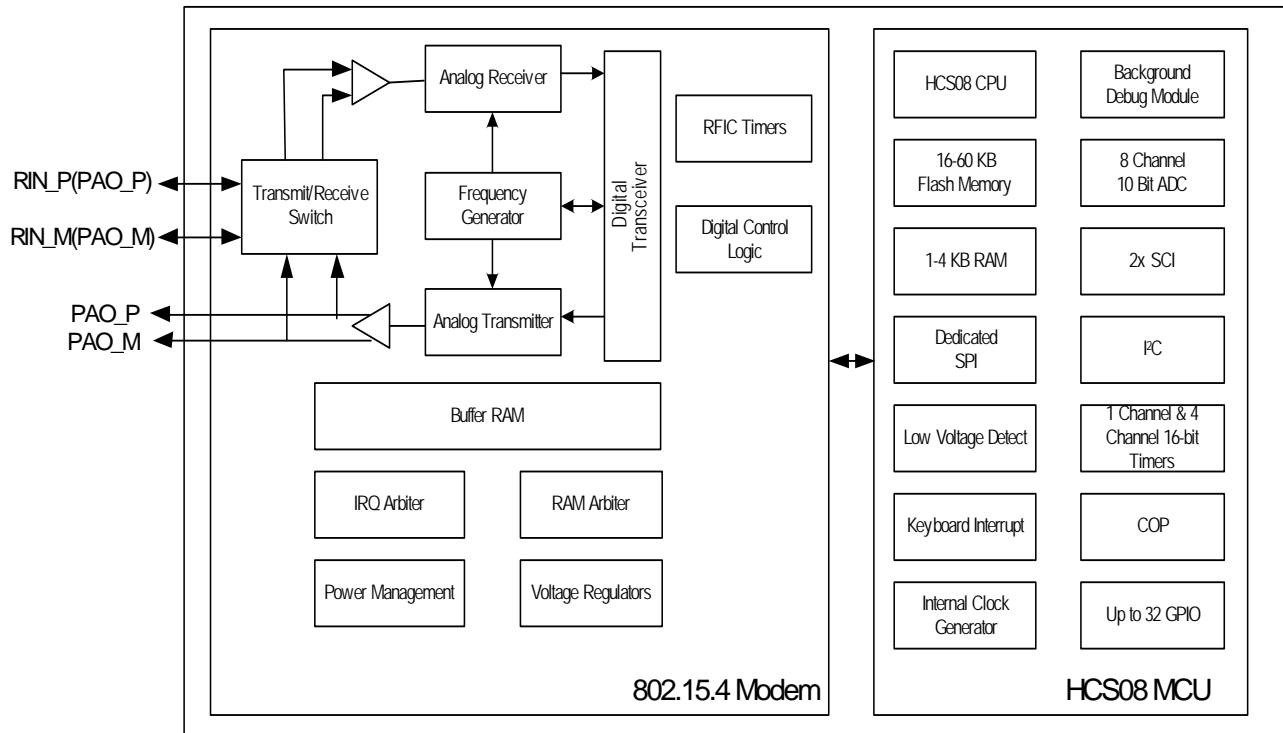 RIN_P(PAO_P)
RIN_M(PAO_M)
PAO_P
PAO_M
Transmit/Receive
Switch
Analog Receiver
Frequency
Generator
Analog Transmitter
Digital
Transceiver
RFIC Timers
Digital Control
Logic
Buffer RAM
IRQ Arbiter
RAM Arbiter
Power Management
Voltage Regulators
802.15.4 Modem
HCS08 CPU
Background
Debug Module
16-60 KB
Flash Memory
8 Channel
10 Bit ADC
1-4 KB RAM
2x SCI
Dedicated
SPI
I²C
Low Voltage Detect
1 Channel & 4
Channel 16-bit
Timers
Keyboard Interrupt
COP
Internal Clock
Generator
Up to 32 GPIO
HCS08 MCU